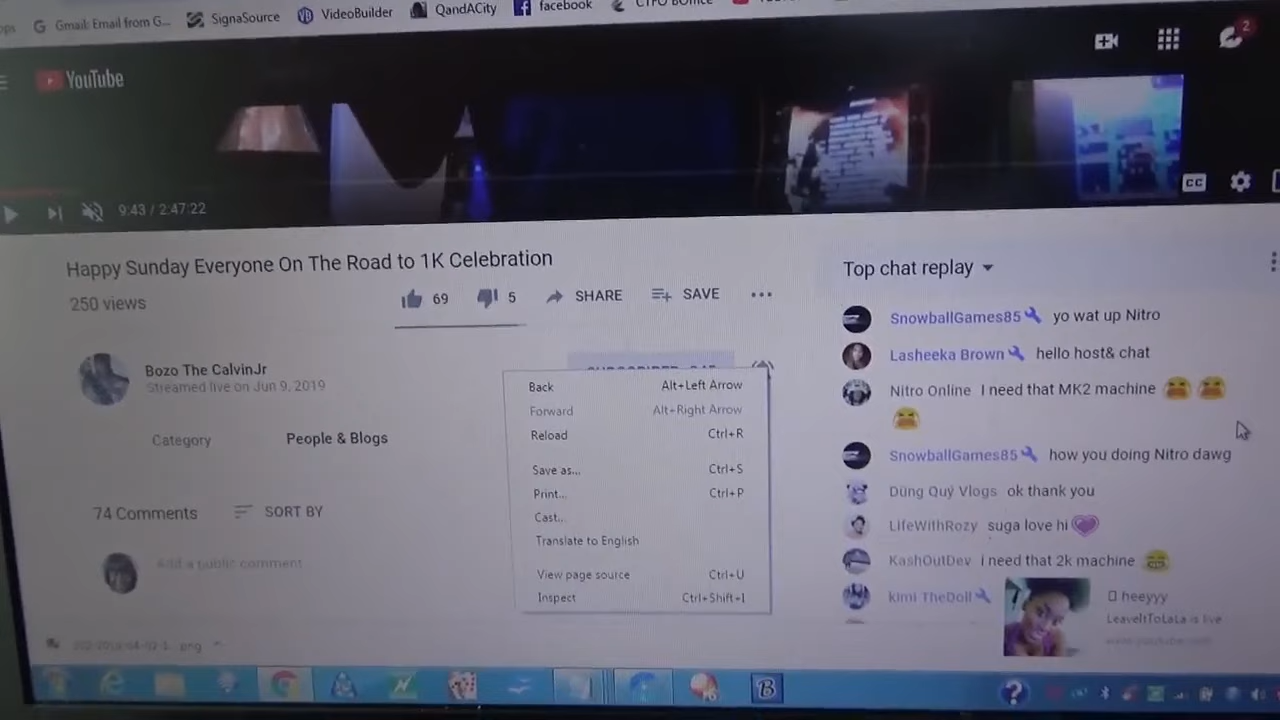 Gmail: Email from G...
SignaSource
VideoBuilder
QandACity
facebook
YouTube
2
CC
9:43 / 2:47:22
Happy Sunday Everyone On The Road to 1K Celebration
250 views
69
5
SHARE
SAVE
Bozo The CalvinJr
Streamed live on Jun 9, 2019
Category
People & Blogs
74 Comments
SORT BY
Add a public comment
Back Alt+Left Arrow
Forward Alt+Right Arrow
Reload Ctrl+R
Save as... Ctrl+S
Print... Ctrl+P
Cast...
Translate to English
View page source Ctrl+U
Inspect Ctrl+Shift+I
Top chat replay
SnowballGames85 yo wat up Nitro
Lasheeka Brown hello host& chat
Nitro Online I need that MK2 machine
SnowballGames85 how you doing Nitro dawg
Dũng Quý Vlogs ok thank you
LifeWithRozy suga love hi
KashOutDev i need that 2k machine
kimi TheDoll
heeyyy
LeaveItToLaLa is live
.png
B